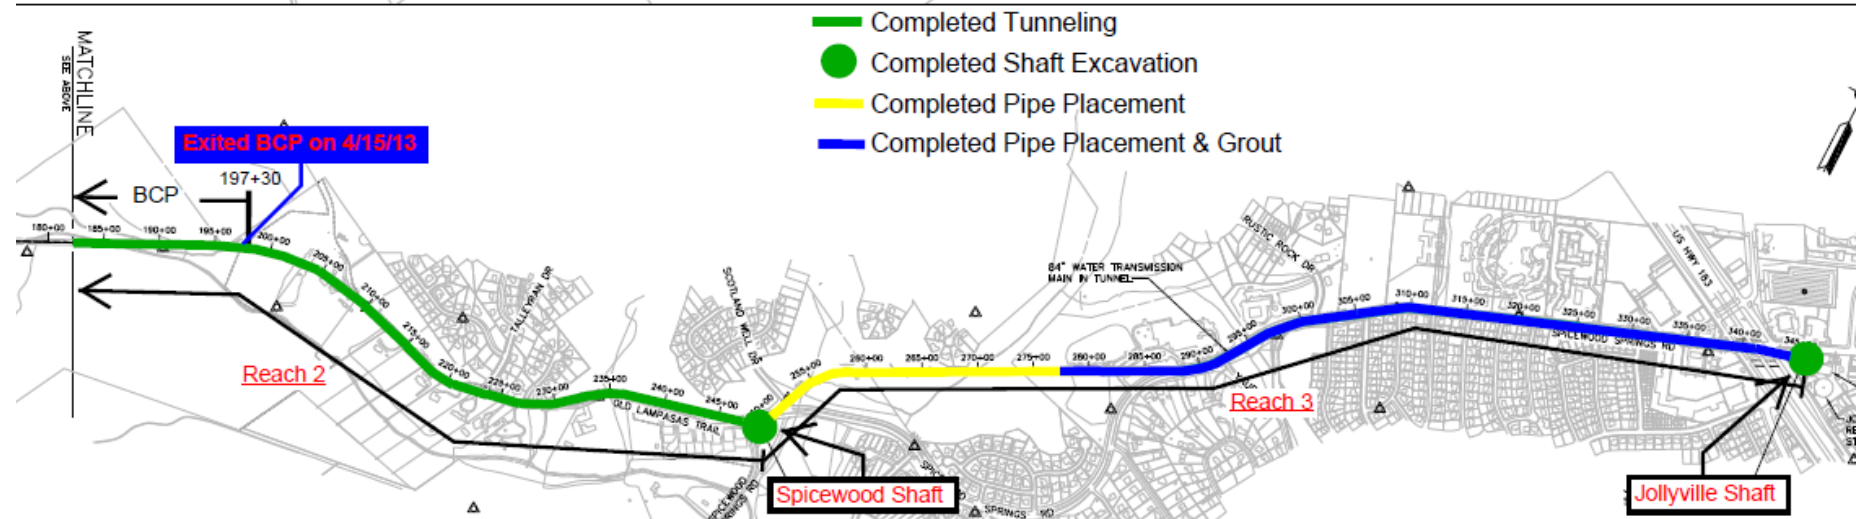 Completed Tunneling
Completed Shaft Excavation
Completed Pipe Placement
Completed Pipe Placement & Grout
MATCHLINE
SEE ABOVE
Exited BCP on 4/15/13
BCP
197+30
180+00
185+00
190+00
195+00
200+00
205+00
210+00
215+00
220+00
225+00
230+00
235+00
240+00
245+00
255+00
260+00
265+00
270+00
275+00
280+00
285+00
290+00
295+00
300+00
305+00
310+00
315+00
320+00
325+00
330+00
335+00
340+00
TALLEYRAN DR
SCOTLAND WELL DR
RUSTIC ROCK DR
US HWY 183
84" WATER TRANSMISSION
MAIN IN TUNNEL
OLD LAMPASAS TRAIL
SPICEWOOD SPRINGS RD
Reach 2
Reach 3
Spicewood Shaft
Jollyville Shaft
SPICEWOOD
SPRINGS RD